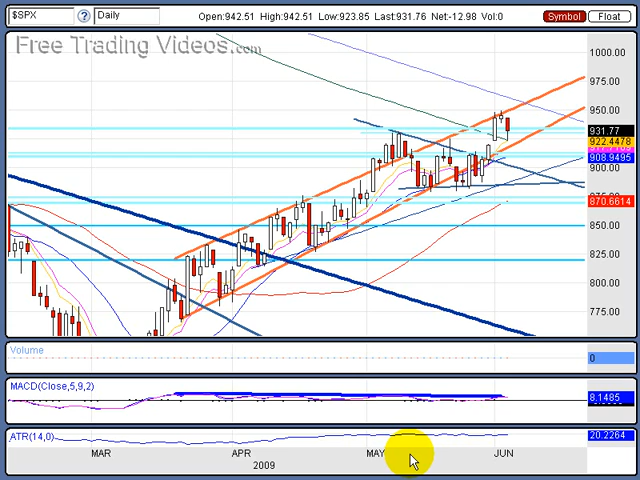 $SPX ? Daily Open:942.51 High:942.51 Low:923.85 Last:931.76 Net:-12.98 Vol:0 Symbol Float
Free Trading Videos.com
1000.00
975.00
950.00
931.77
922.4478
908.9495
900.00
870.6614
850.00
825.00
800.00
775.00
Volume
0
MACD(Close,5,9,2)
8.1485
ATR(14,0)
20.2264
MAR APR MAY JUN
2009